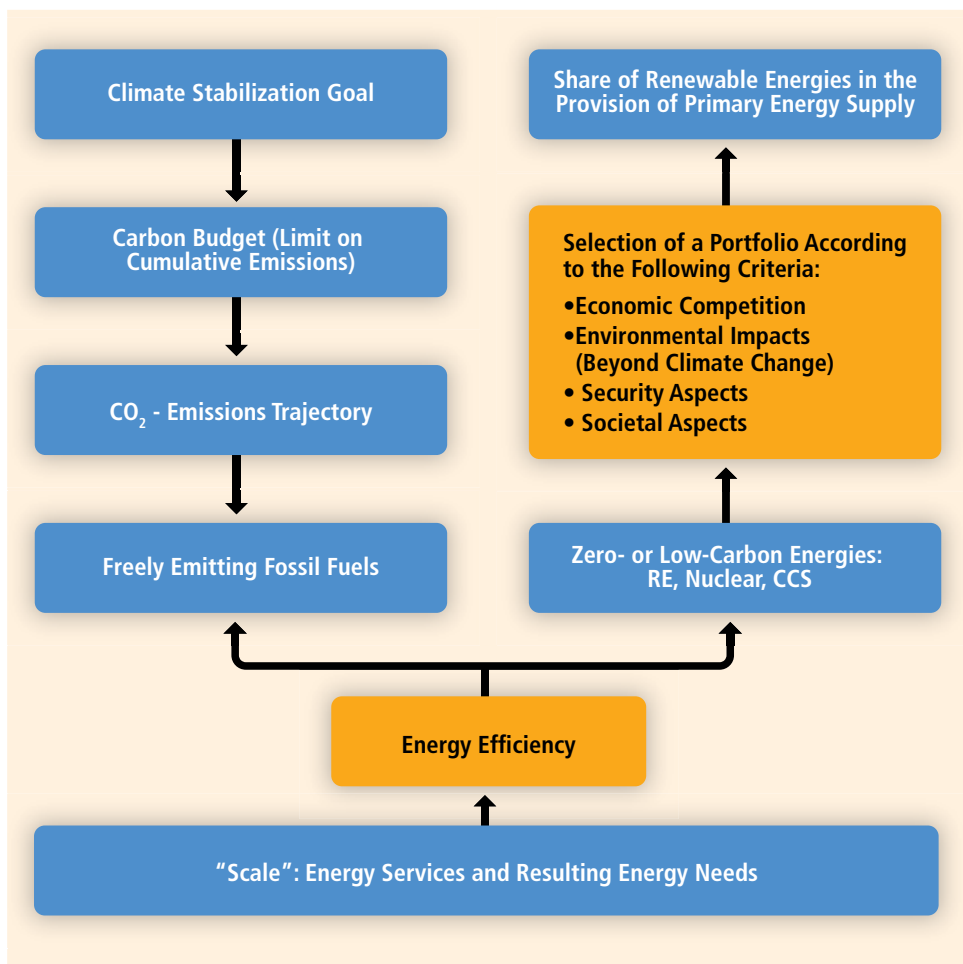 Climate Stabilization Goal
Carbon Budget (Limit on
Cumulative Emissions)
CO₂ - Emissions Trajectory
Freely Emitting Fossil Fuels
Share of Renewable Energies in the
Provision of Primary Energy Supply
Selection of a Portfolio According
to the Following Criteria:
•Economic Competition
•Environmental Impacts
(Beyond Climate Change)
• Security Aspects
• Societal Aspects
Zero- or Low-Carbon Energies:
RE, Nuclear, CCS
Energy Efficiency
“Scale”: Energy Services and Resulting Energy Needs